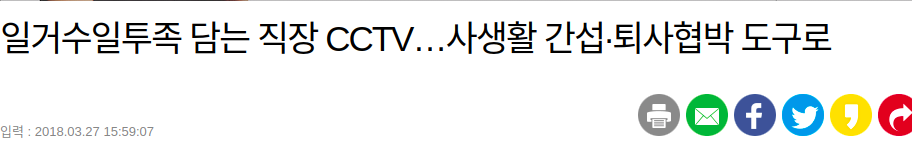 일거수일투족 담는 직장 CCTV…사생활 간섭·퇴사협박 도구로
입력 : 2018.03.27 15:59:07